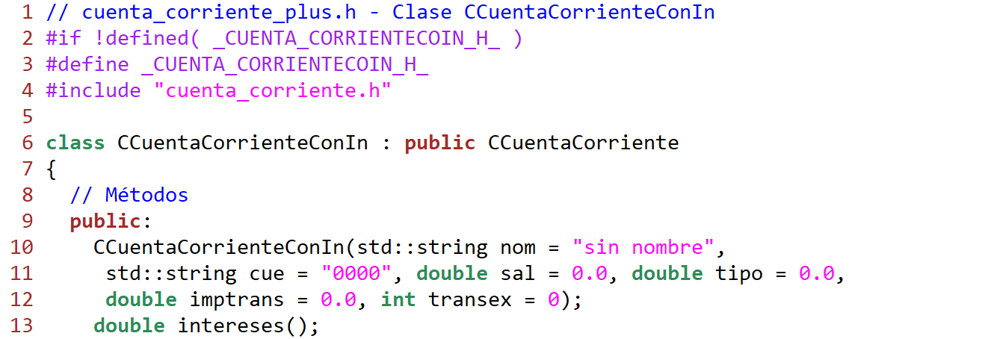 1 // cuenta_corriente_plus.h - Clase CCuentaCorrienteConIn
2 #if !defined( _CUENTA_CORRIENTECOIN_H_ )
3 #define _CUENTA_CORRIENTECOIN_H_
4 #include "cuenta_corriente.h"
5
6 class CCuentaCorrienteConIn : public CCuentaCorriente
7 {
8   // Métodos
9   public:
10     CCuentaCorrienteConIn(std::string nom = "sin nombre",
11      std::string cue = "0000", double sal = 0.0, double tipo = 0.0,
12      double imptrans = 0.0, int transex = 0);
13     double intereses();